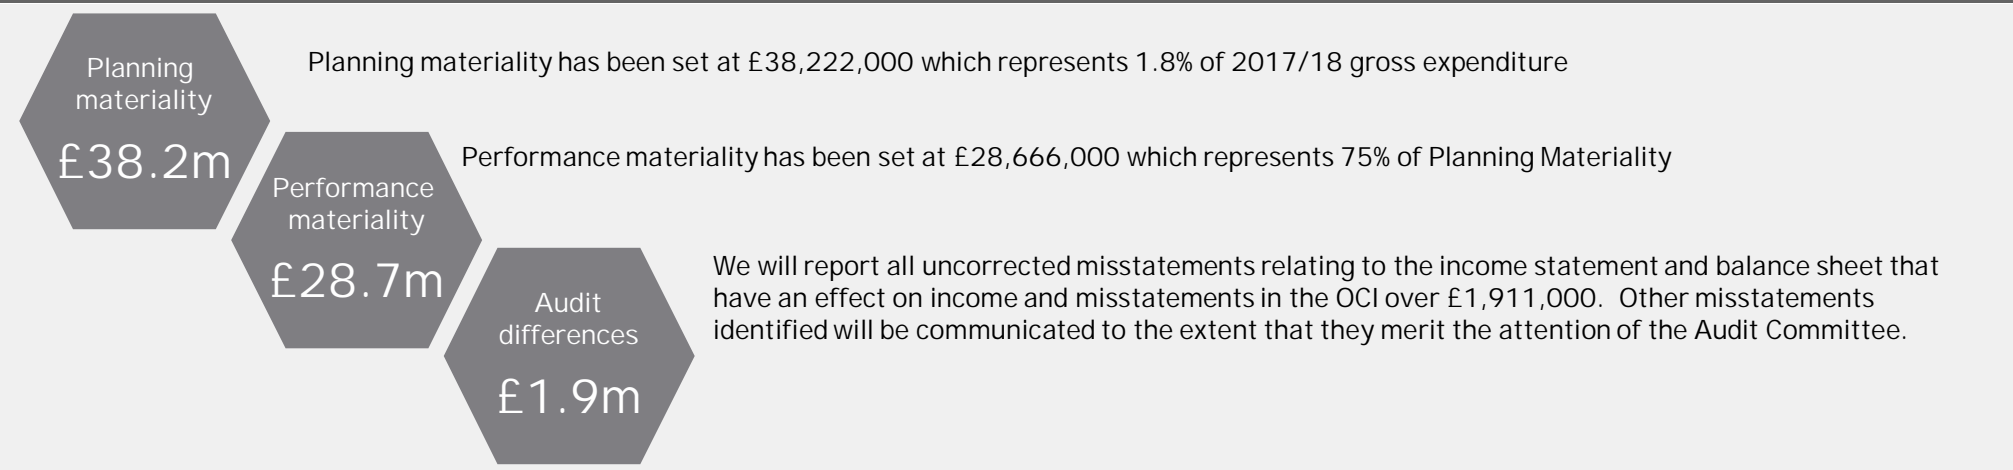 Planning
materiality
£38.2m
Planning materiality has been set at £38,222,000 which represents 1.8% of 2017/18 gross expenditure
Performance
materiality
£28.7m
Performance materiality has been set at £28,666,000 which represents 75% of Planning Materiality
Audit
differences
£1.9m
We will report all uncorrected misstatements relating to the income statement and balance sheet that
have an effect on income and misstatements in the OCI over £1,911,000.  Other misstatements
identified will be communicated to the extent that they merit the attention of the Audit Committee.